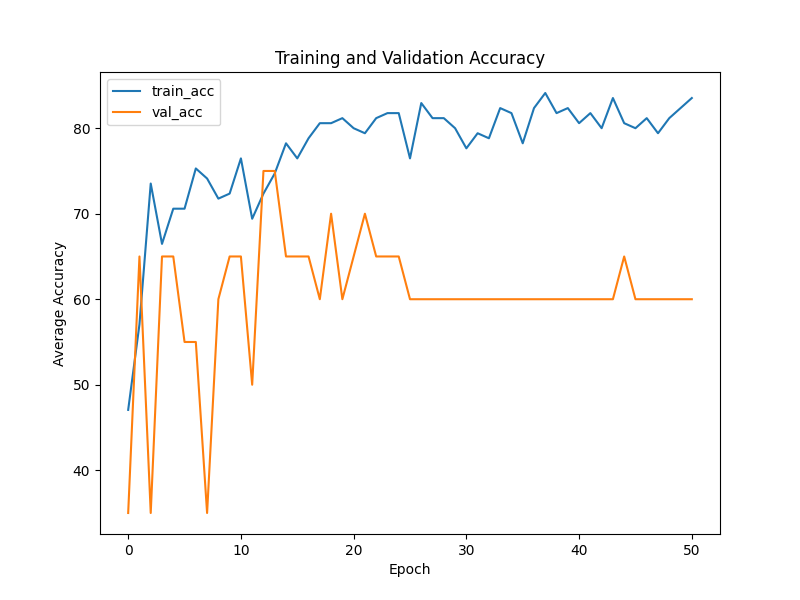 Training and Validation Accuracy
train_acc
val_acc
Average Accuracy
80
70
60
50
40
0 10 20 30 40 50
Epoch